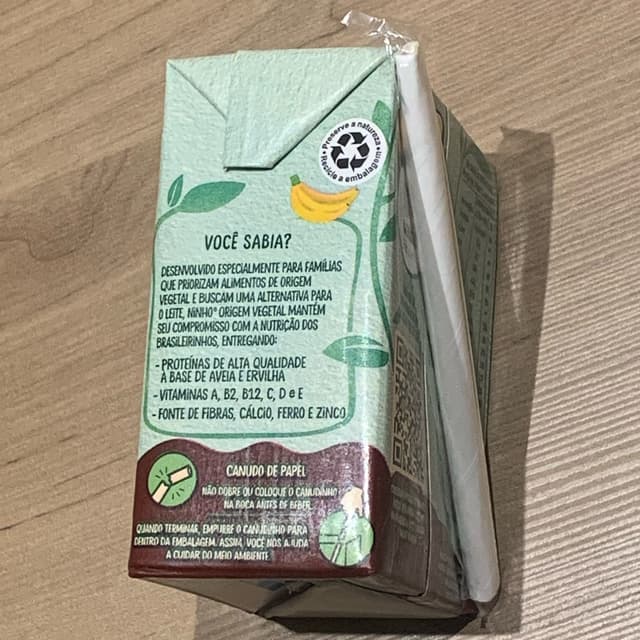 Preserve a natureza
Recicle a embalagem
VOCÊ SABIA?
DESENVOLVIDO ESPECIALMENTE PARA FAMÍLIAS
QUE PRIORIZAM ALIMENTOS DE ORIGEM
VEGETAL E BUSCAM UMA ALTERNATIVA PARA
O LEITE, NINHO® ORIGEM VEGETAL MANTÉM
SEU COMPROMISSO COM A NUTRIÇÃO DOS
BRASILEIRINHOS, ENTREGANDO:
- PROTEÍNAS DE ALTA QUALIDADE
À BASE DE AVEIA E ERVILHA
- VITAMINAS A, B2, B12, C, D e E
- FONTE DE FIBRAS, CÁLCIO, FERRO E ZINCO
CANUDO DE PAPEL
NÃO DOBRE OU COLOQUE O CANUDINHO
NA BOCA ANTES DE BEBER.
QUANDO TERMINAR, EMPURRE O CANUDINHO PARA
DENTRO DA EMBALAGEM. ASSIM, VOCÊ NOS AJUDA
A CUIDAR DO MEIO AMBIENTE